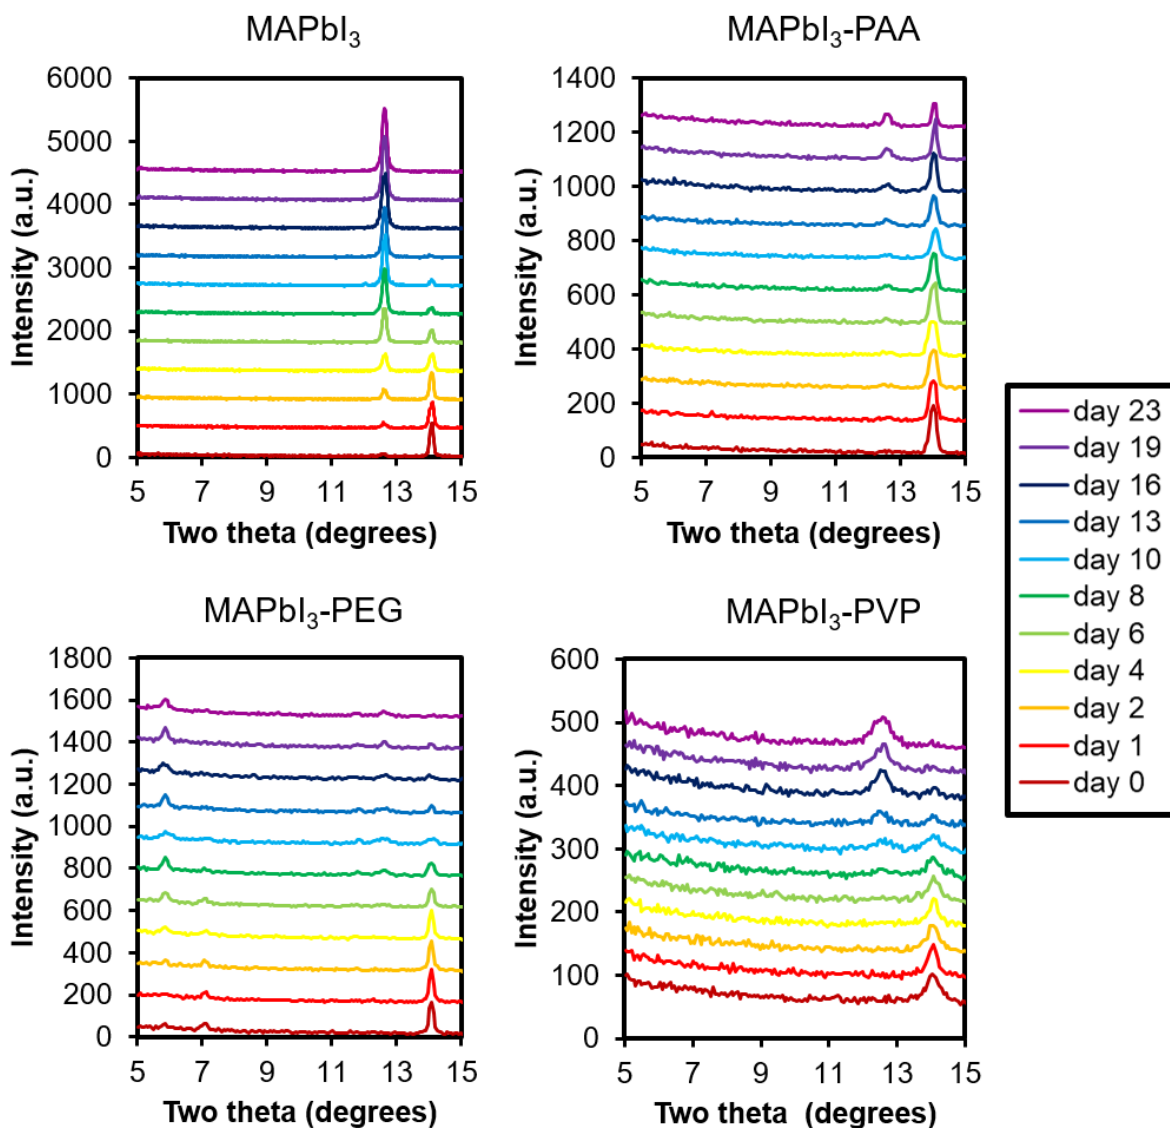 MAPbI₃
6000
5000
4000
3000
2000
1000
0
Intensity (a.u.)
5 7 9 11 13 15
Two theta (degrees)
MAPbI₃-PAA
1400
1200
1000
800
600
400
200
0
Intensity (a.u.)
5 7 9 11 13 15
Two theta (degrees)
MAPbI₃-PEG
1800
1600
1400
1200
1000
800
600
400
200
0
Intensity (a.u.)
5 7 9 11 13 15
Two theta (degrees)
MAPbI₃-PVP
600
500
400
300
200
100
0
Intensity (a.u.)
5 7 9 11 13 15
Two theta (degrees)
day 23
day 19
day 16
day 13
day 10
day 8
day 6
day 4
day 2
day 1
day 0